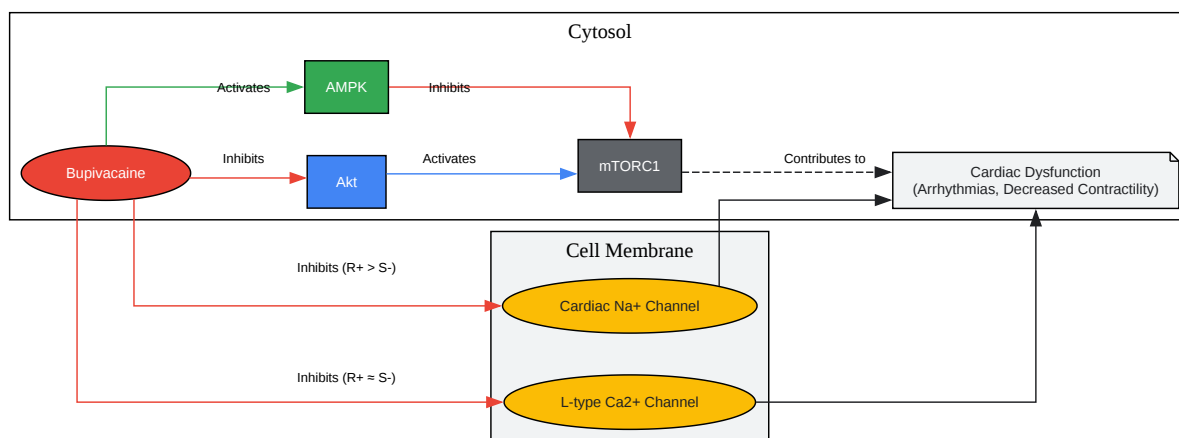 Cytosol
Activates
AMPK
Inhibits
Bupivacaine
Inhibits
Akt
Activates
mTORC1
Contributes to
Cardiac Dysfunction
(Arrhythmias, Decreased Contractility)
Cell Membrane
Inhibits (R+ > S-)
Cardiac Na+ Channel
Inhibits (R+ ≈ S-)
L-type Ca2+ Channel